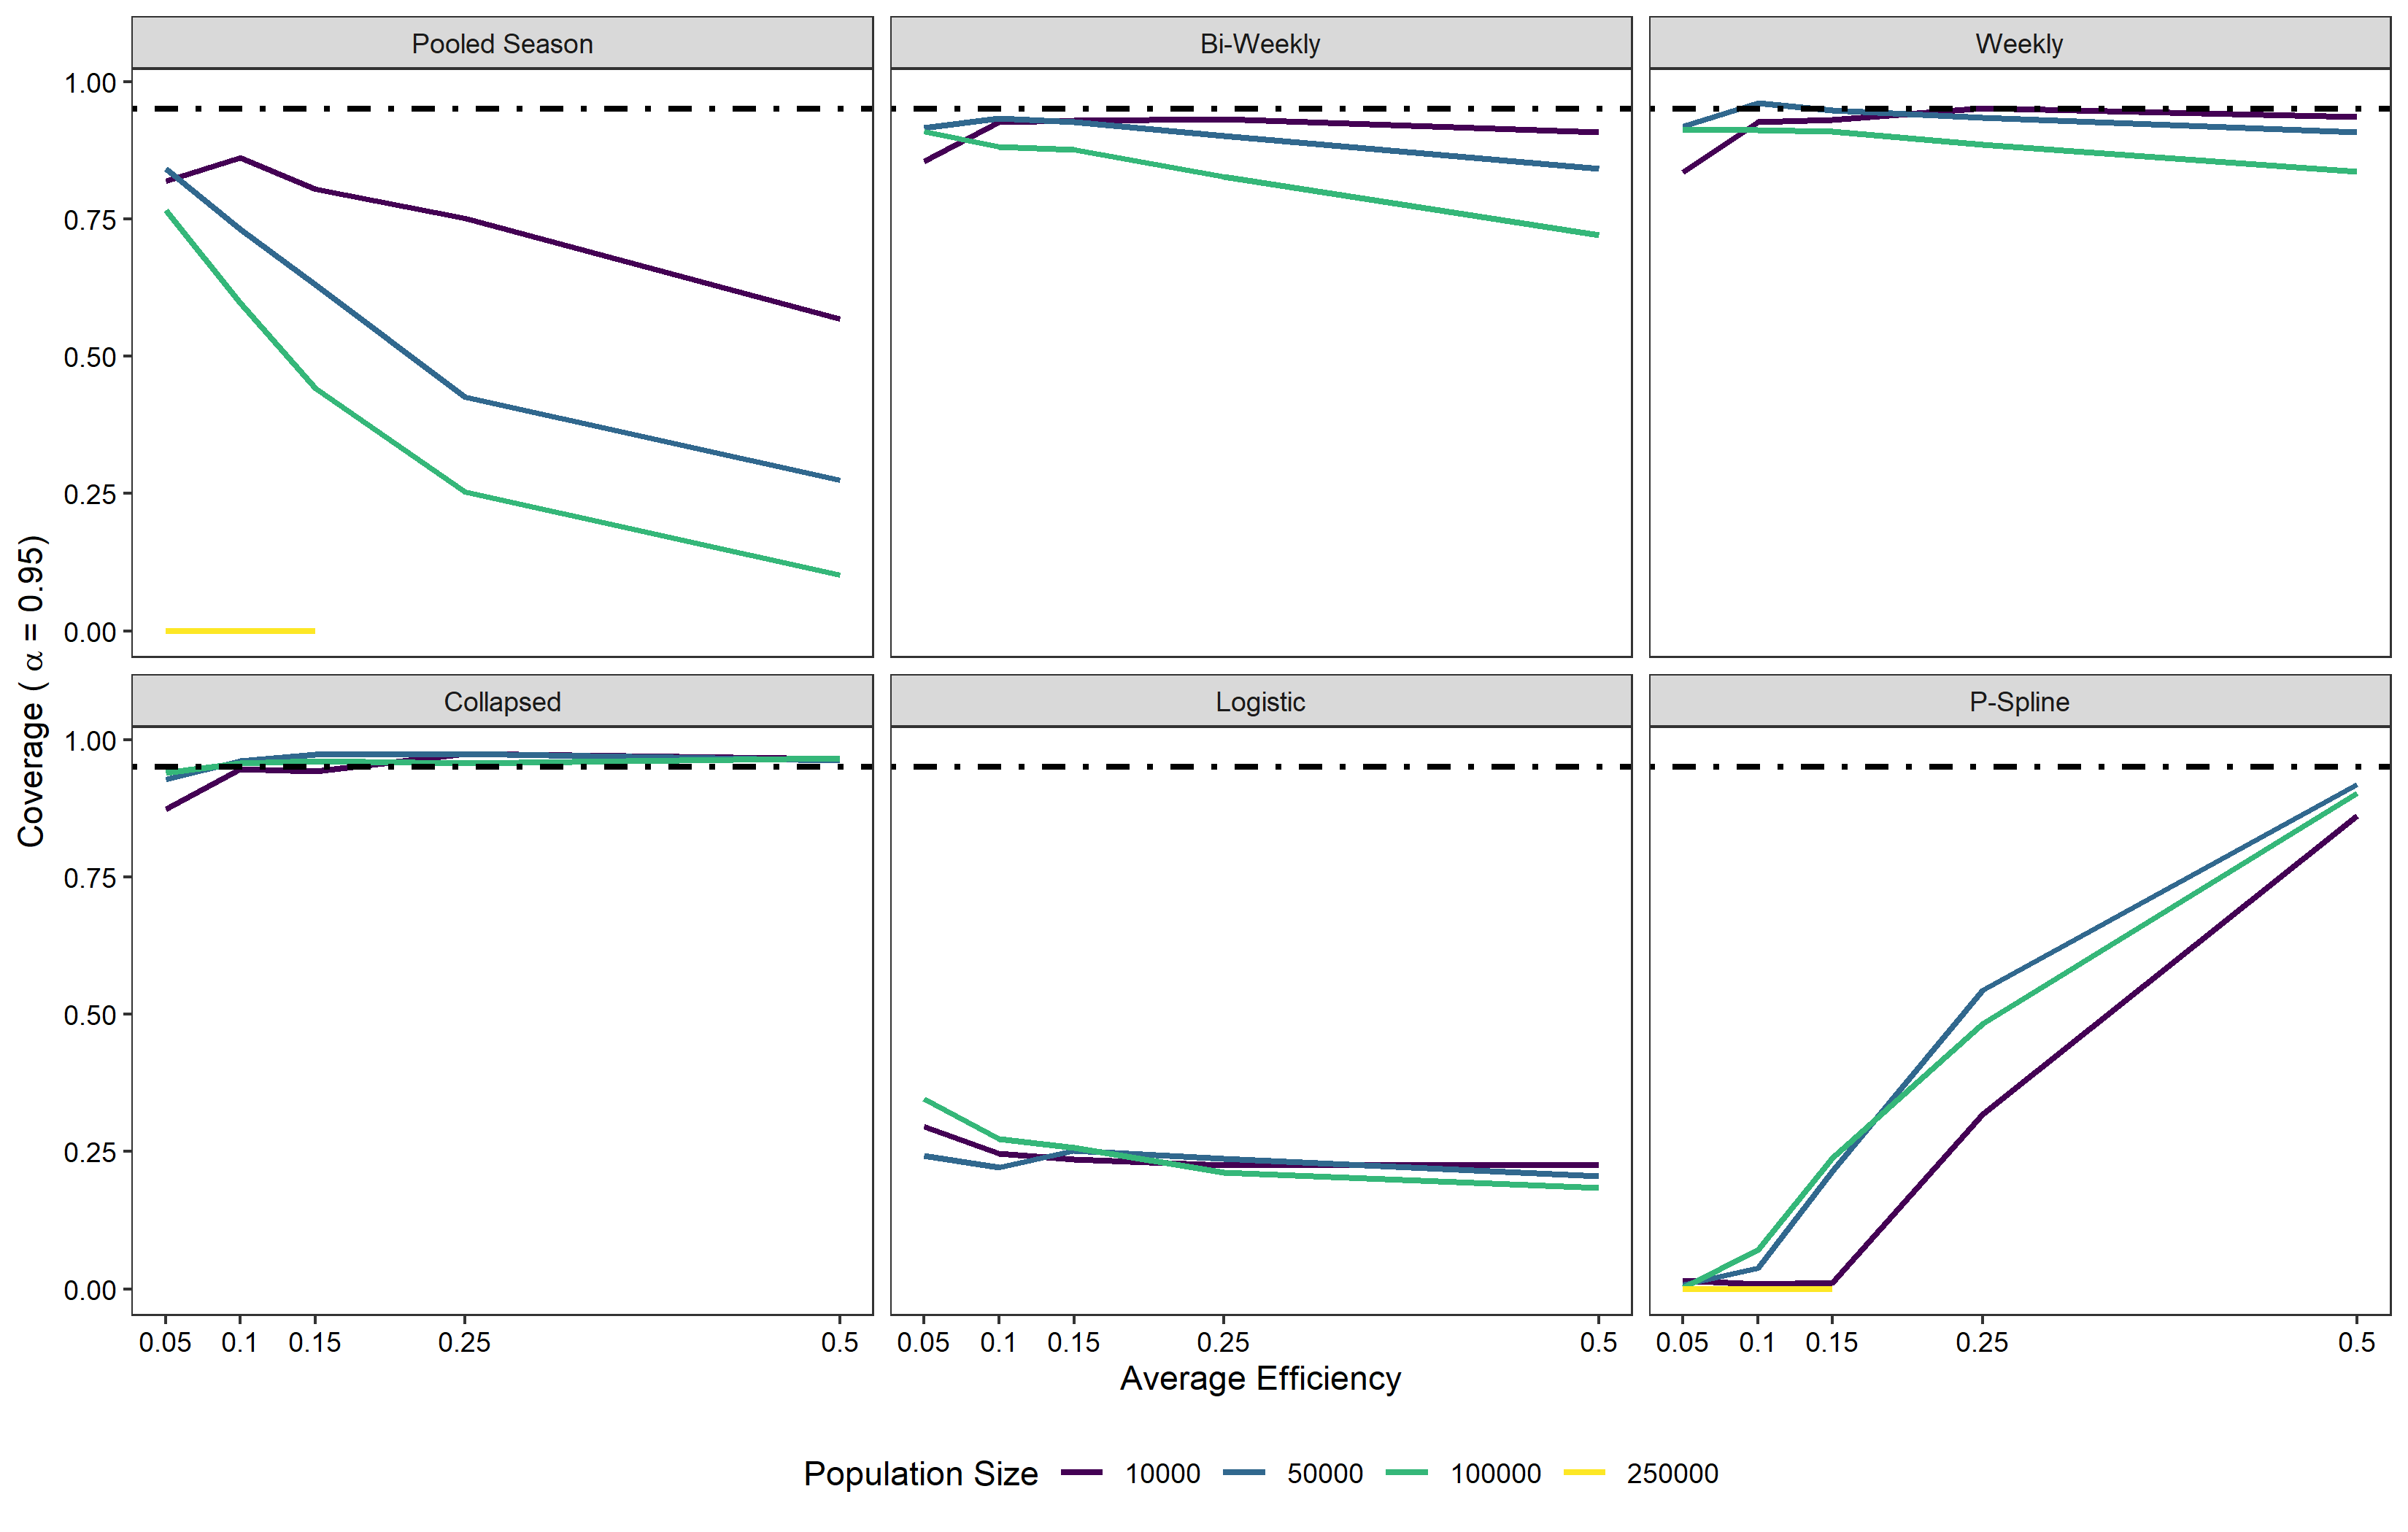 Pooled Season
Bi-Weekly
Weekly
1.00
0.75
0.50
0.25
0.00
Collapsed
Logistic
P-Spline
1.00
0.75
0.50
0.25
0.00
Coverage ( α = 0.95)
0.05 0.1 0.15 0.25 0.5
0.05 0.1 0.15 0.25 0.5
0.05 0.1 0.15 0.25 0.5
Average Efficiency
Population Size 10000 50000 100000 250000